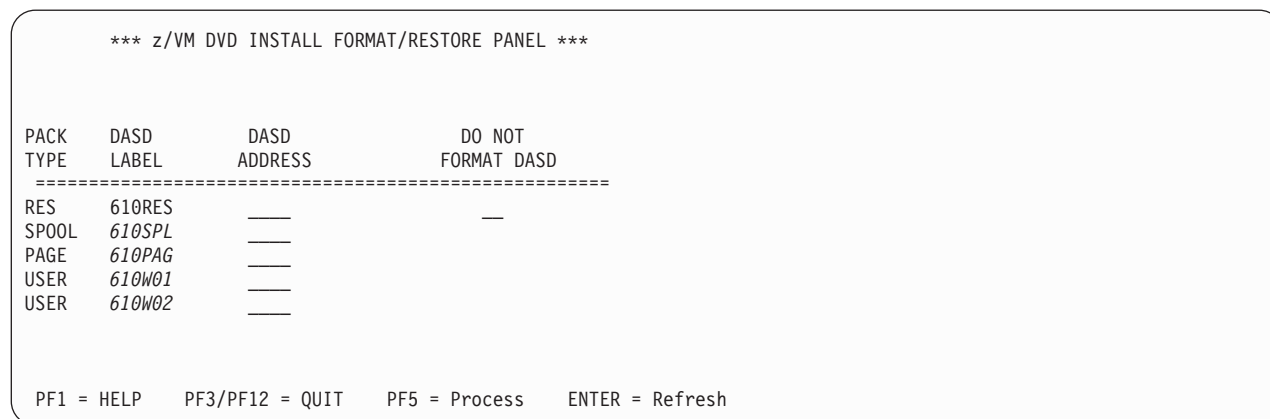 *** z/VM DVD INSTALL FORMAT/RESTORE PANEL ***
PACK DASD DASD DO NOT
TYPE LABEL ADDRESS FORMAT DASD
======================================================
RES 610RES ____ __
SPOOL 610SPL ____
PAGE 610PAG ____
USER 610W01 ____
USER 610W02 ____
PF1 = HELP PF3/PF12 = QUIT PF5 = Process ENTER = Refresh